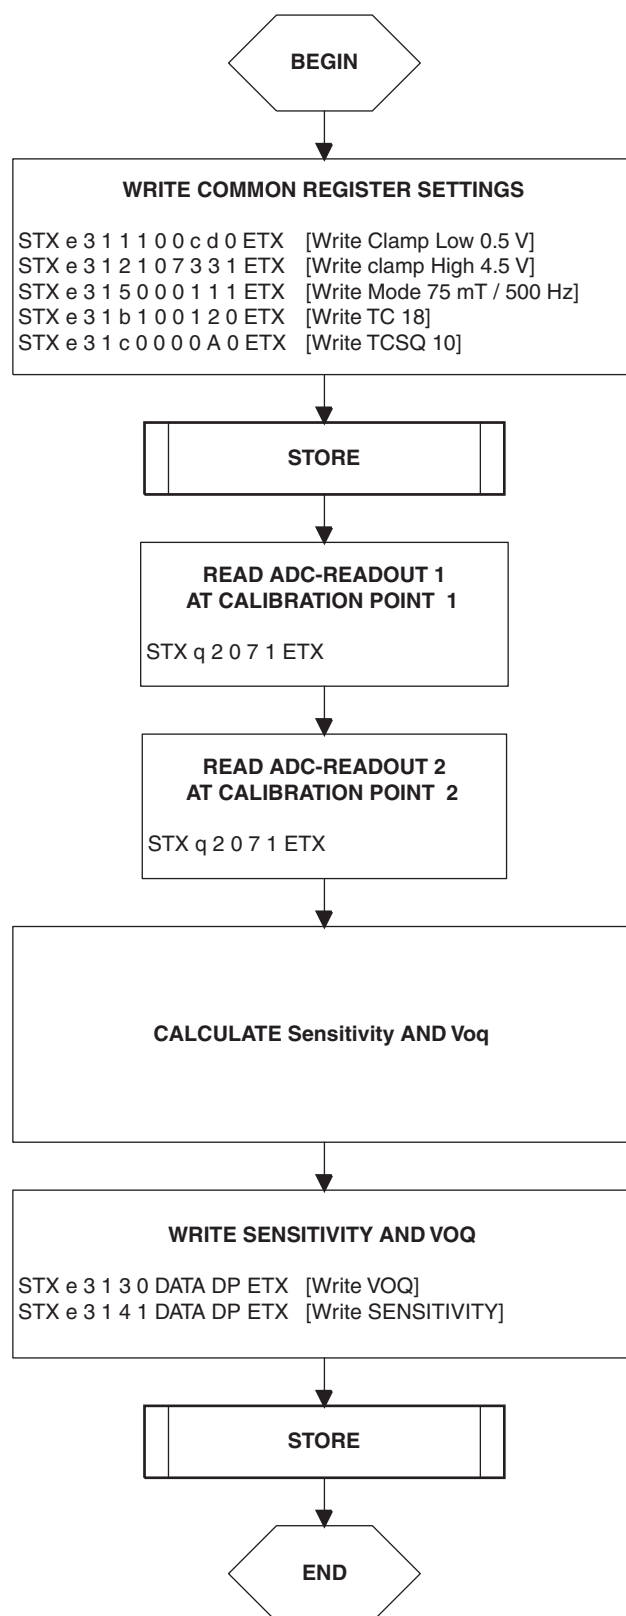 BEGIN
WRITE COMMON REGISTER SETTINGS
STX e 3 1 1 1 0 0 c d 0 ETX [Write Clamp Low 0.5 V]
STX e 3 1 2 1 0 7 3 3 1 ETX [Write clamp High 4.5 V]
STX e 3 1 5 0 0 0 1 1 1 ETX [Write Mode 75 mT / 500 Hz]
STX e 3 1 b 1 0 0 1 2 0 ETX [Write TC 18]
STX e 3 1 c 0 0 0 0 A 0 ETX [Write TCSQ 10]
STORE
READ ADC-READOUT 1
AT CALIBRATION POINT 1
STX q 2 0 7 1 ETX
READ ADC-READOUT 2
AT CALIBRATION POINT 2
STX q 2 0 7 1 ETX
CALCULATE Sensitivity AND Voq
WRITE SENSITIVITY AND VOQ
STX e 3 1 3 0 DATA DP ETX [Write VOQ]
STX e 3 1 4 1 DATA DP ETX [Write SENSITIVITY]
STORE
END